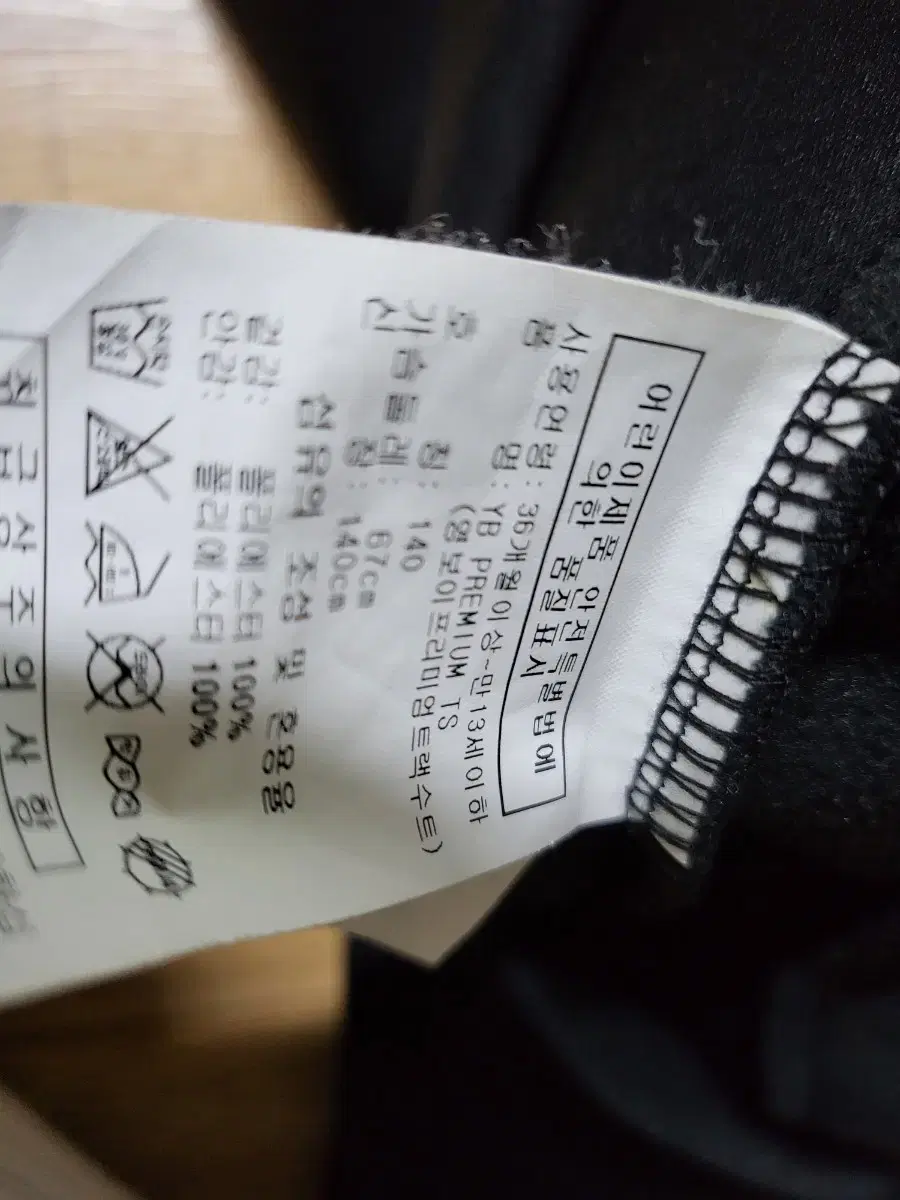 어린이제품 안전특별법에
의한 품질표시
사용연령: 36개월이상~만13세이하
품 명: YB PREMIUM TS
(영보이프리미엄트랙수트)
호 칭: 140
가슴둘레: 67cm
신 장: 140cm
섬유의 조성 및 혼용율
겉감: 폴리에스터 100%
안감: 폴리에스터 100%
취급상주의사항